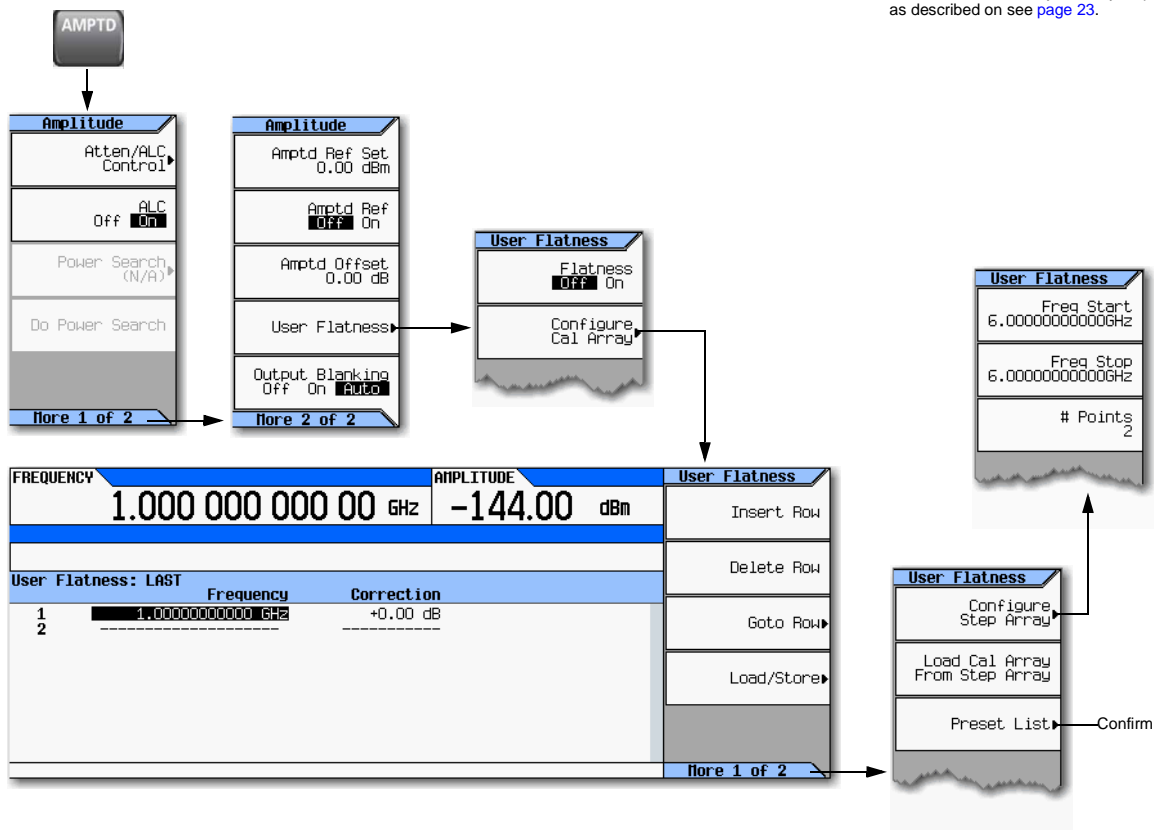 as described on see page 23.
AMPTD
Amplitude
Atten/ALC
Control
ALC
Off On
Power Search
(N/A)
Do Power Search
More 1 of 2
Amplitude
Amptd Ref Set
0.00 dBm
Amptd Ref
Off On
Amptd Offset
0.00 dB
User Flatness
Output Blanking
Off On Auto
More 2 of 2
User Flatness
Flatness
Off On
Configure
Cal Array
User Flatness
Freq Start
6.00000000000GHz
Freq Stop
6.00000000000GHz
# Points
2
FREQUENCY
1.000 000 000 00 GHz
AMPLITUDE
-144.00 dBm
User Flatness: LAST
Frequency Correction
1 1.00000000000 GHz +0.00 dB
2 -------------------- -----------
User Flatness
Insert Row
Delete Row
Goto Row
Load/Store
More 1 of 2
User Flatness
Configure
Step Array
Load Cal Array
From Step Array
Preset List
Confirm